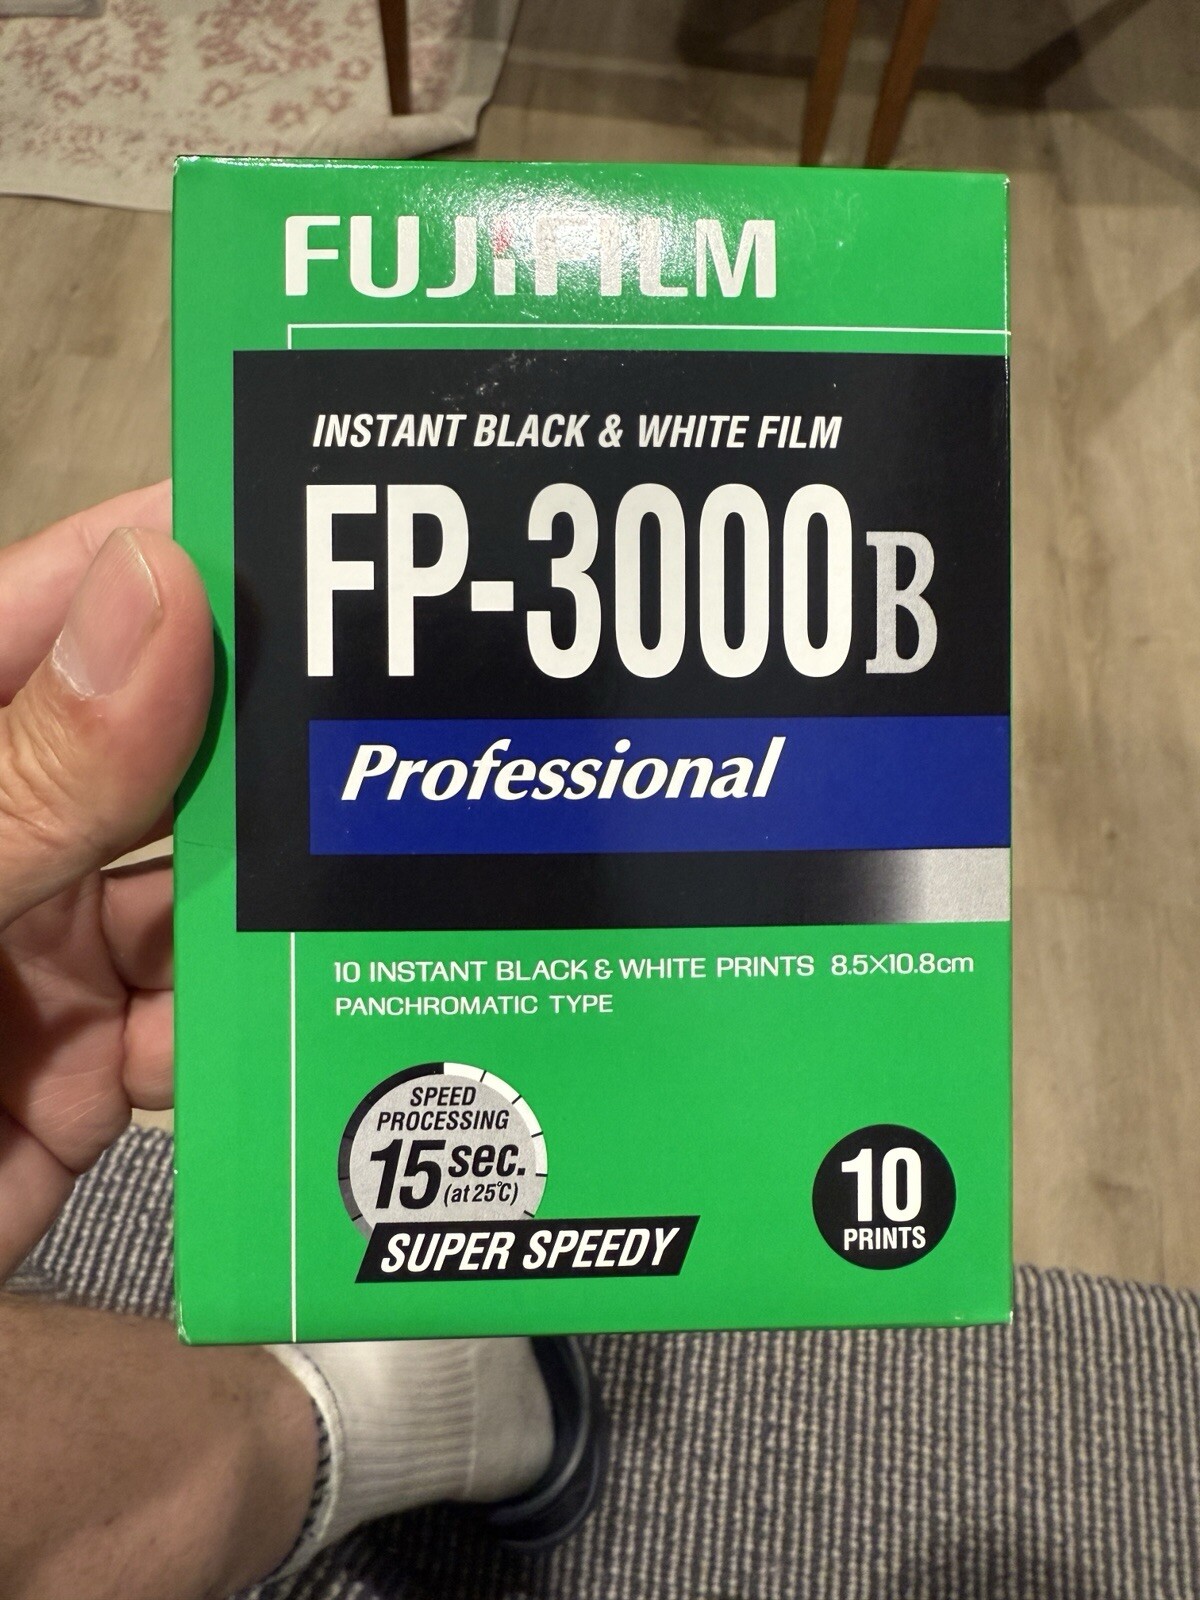 FUJIFILM
INSTANT BLACK & WHITE FILM
FP-3000B
Professional
10 INSTANT BLACK & WHITE PRINTS 8.5×10.8cm
PANCHROMATIC TYPE
SPEED
PROCESSING
15 sec.
(at 25℃)
SUPER SPEEDY
10
PRINTS